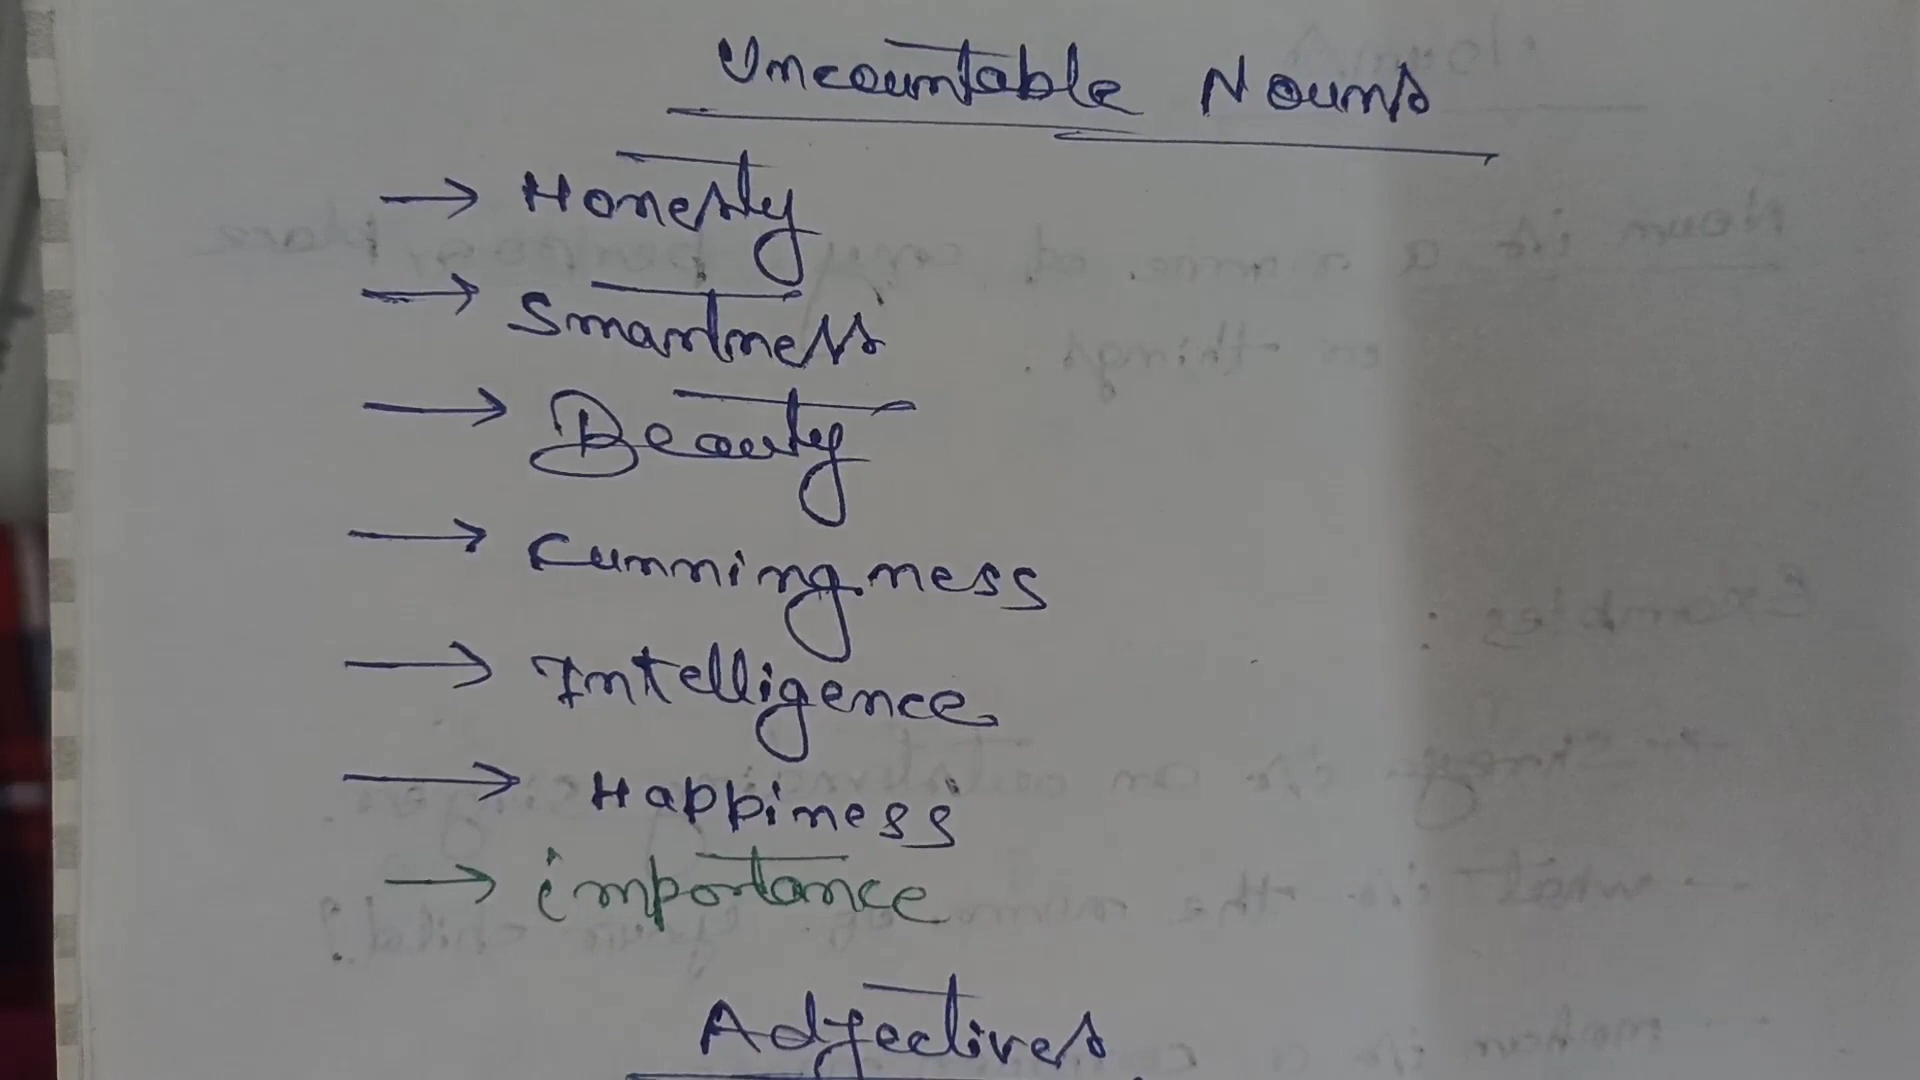 Uncountable Nouns
→ Honesty
→ Smartness
→ Beauty
→ Cunningness
→ Intelligence
→ Happiness
→ importance
Adjectives